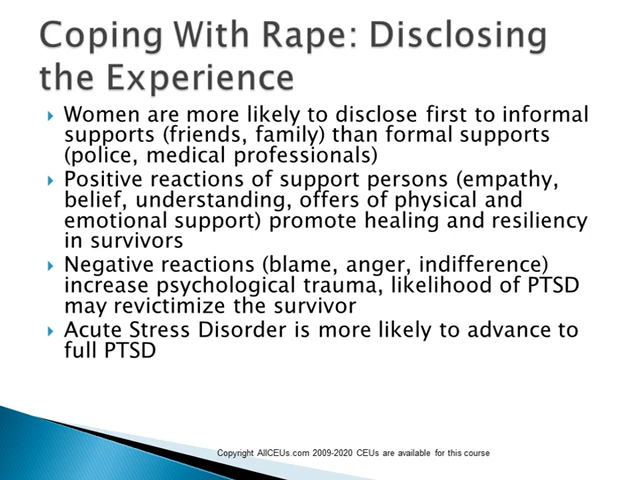 Coping With Rape: Disclosing
the Experience
Women are more likely to disclose first to informal
supports (friends, family) than formal supports
(police, medical professionals)
Positive reactions of support persons (empathy,
belief, understanding, offers of physical and
emotional support) promote healing and resiliency
in survivors
Negative reactions (blame, anger, indifference)
increase psychological trauma, likelihood of PTSD
may revictimize the survivor
Acute Stress Disorder is more likely to advance to
full PTSD
Copyright AllCEUs.com 2009-2020 CEUs are available for this course